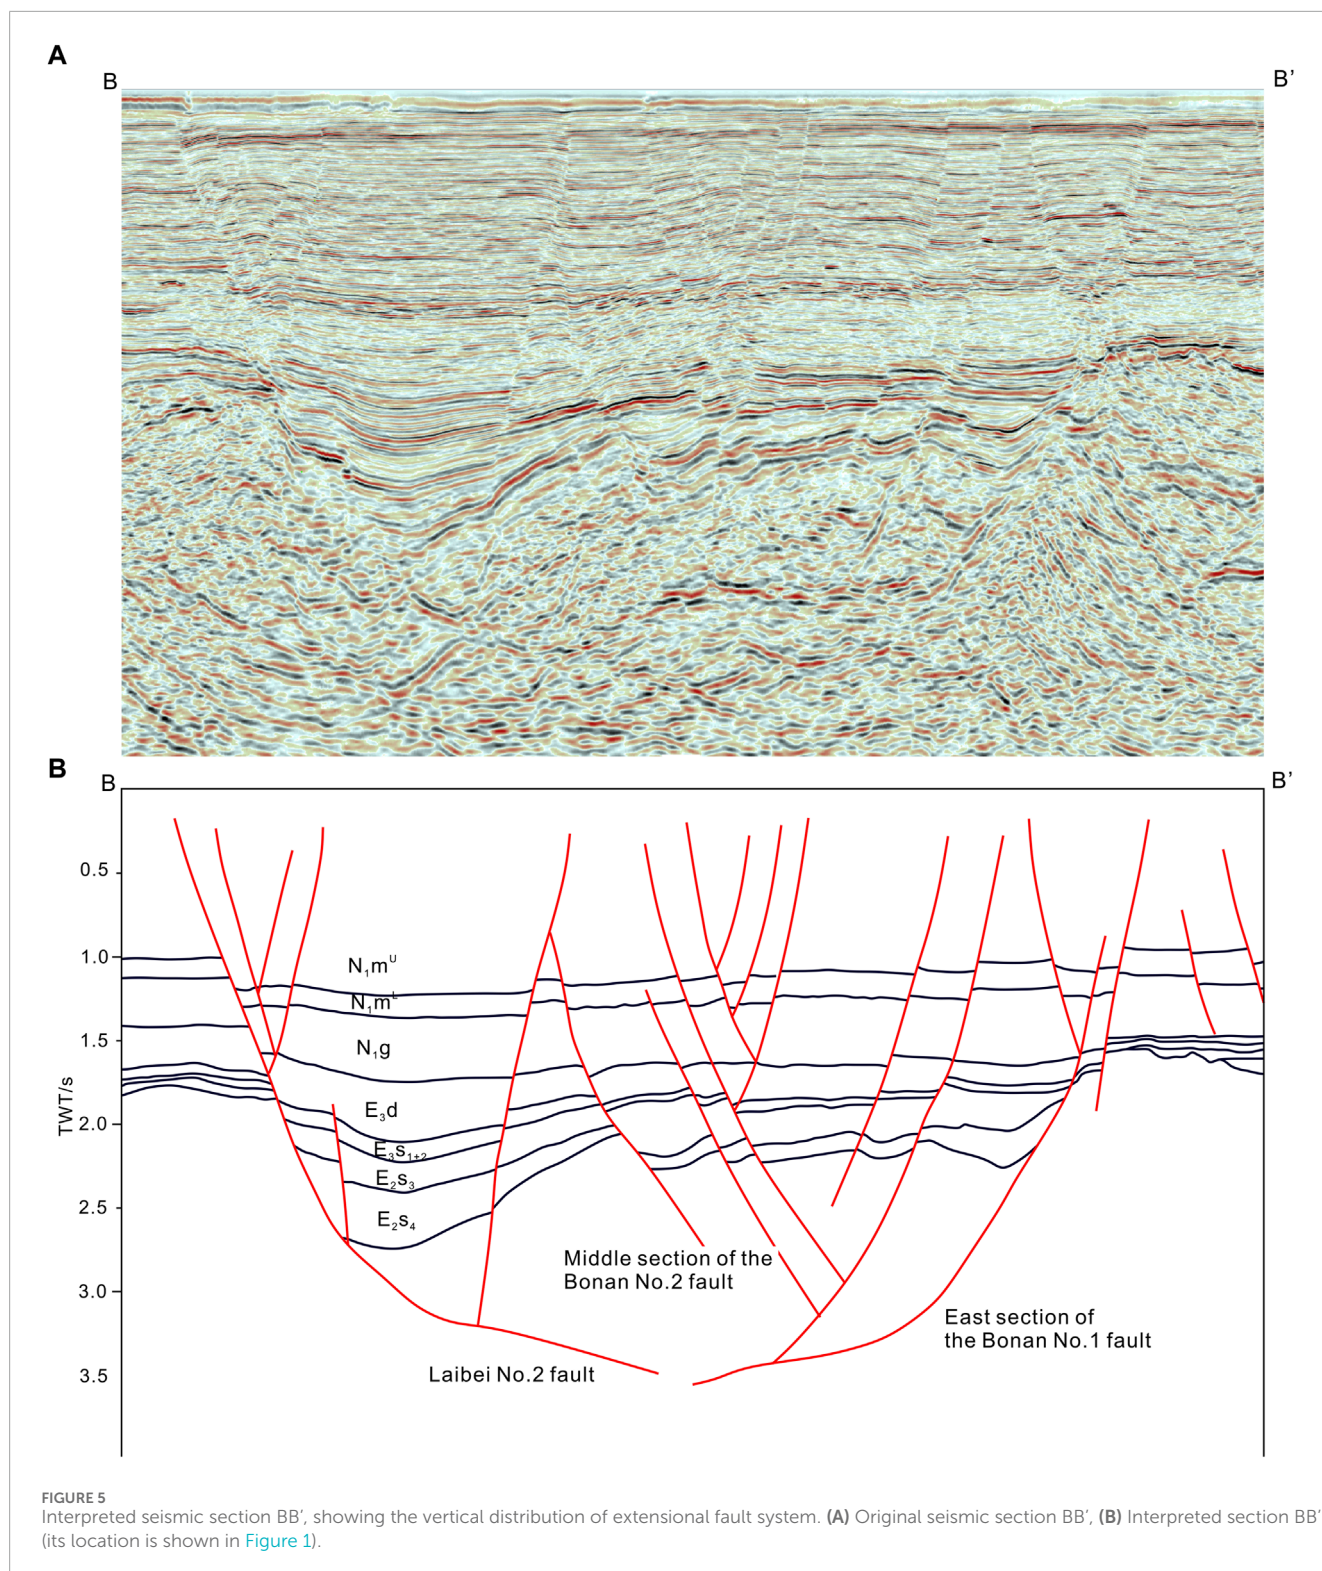 A
B
B’
B
B
B’
0.5
1.0
1.5
2.0
2.5
3.0
3.5
TWT/s
N₁mᵁ
N₁mᴸ
N₁g
E₃d
E₃s₁₊₂
E₂s₃
E₂s₄
Middle section of the
Bonan No.2 fault
East section of
the Bonan No.1 fault
Laibei No.2 fault
FIGURE 5
Interpreted seismic section BB’, showing the vertical distribution of extensional fault system. (A) Original seismic section BB’, (B) Interpreted section BB’
(its location is shown in Figure 1).